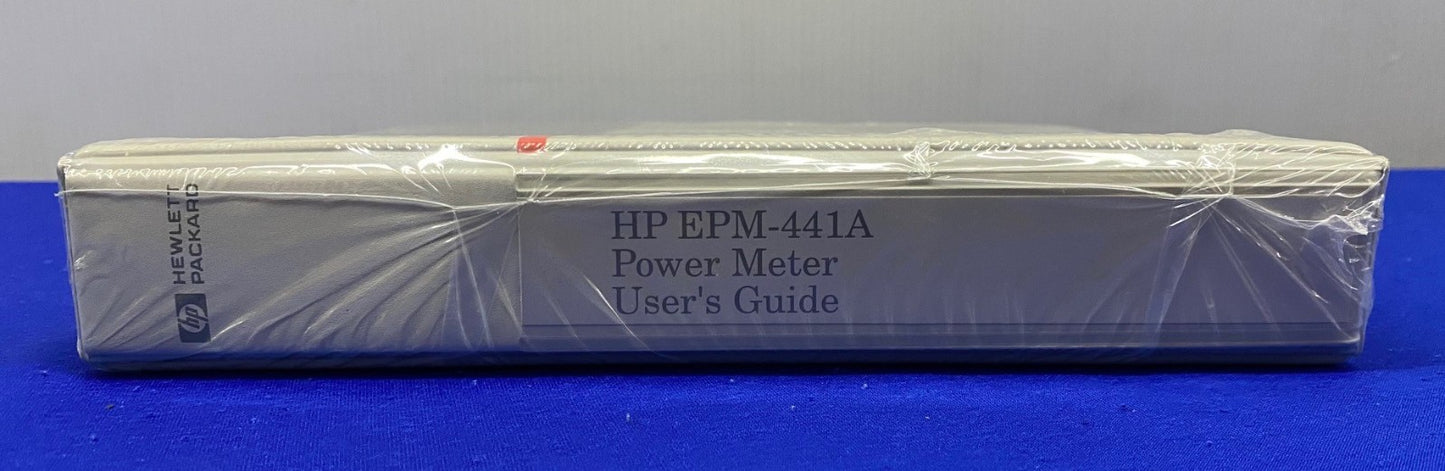 HEWLETT
PACKARD
hp
HP EPM-441A
Power Meter
User's Guide